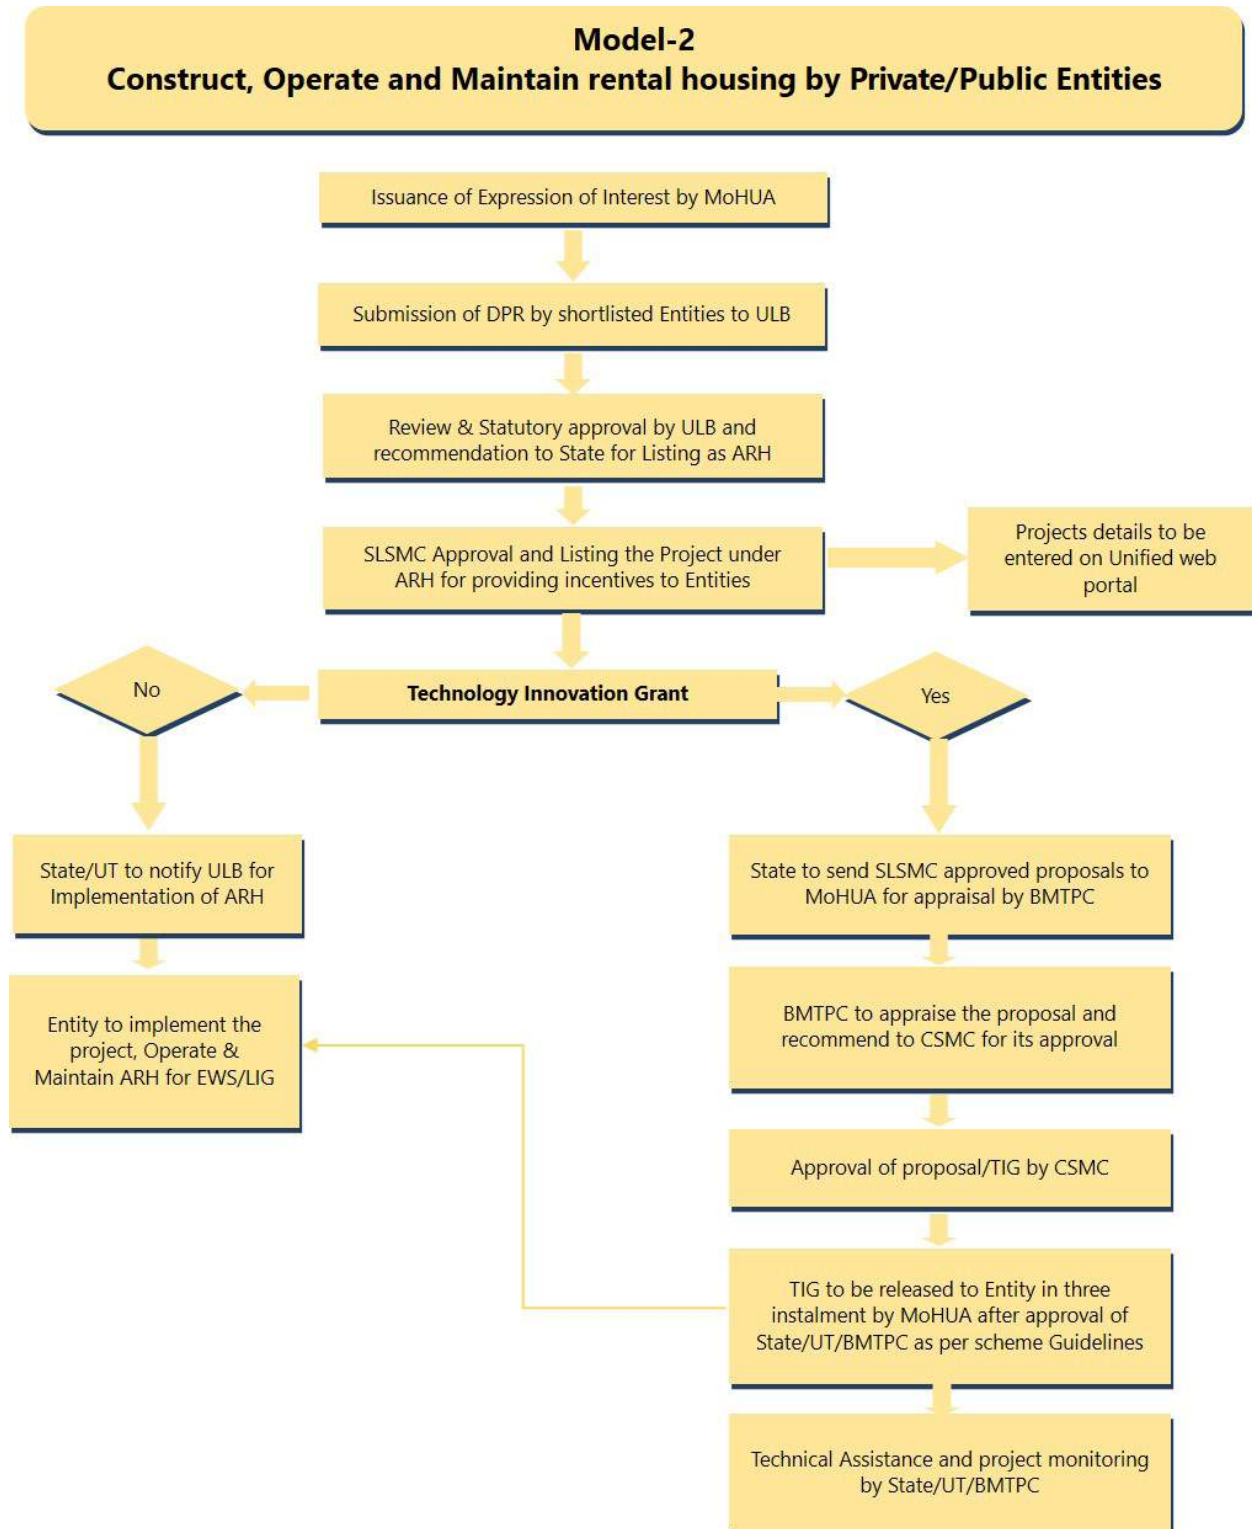 Model-2
Construct, Operate and Maintain rental housing by Private/Public Entities
Issuance of Expression of Interest by MoHUA
Submission of DPR by shortlisted Entities to ULB
Review & Statutory approval by ULB and
recommendation to State for Listing as ARH
SLSMC Approval and Listing the Project under
ARH for providing incentives to Entities
Projects details to be
entered on Unified web
portal
No
Technology Innovation Grant
Yes
State/UT to notify ULB for
Implementation of ARH
Entity to implement the
project, Operate &
Maintain ARH for EWS/LIG
State to send SLSMC approved proposals to
MoHUA for appraisal by BMTPC
BMTPC to appraise the proposal and
recommend to CSMC for its approval
Approval of proposal/TIG by CSMC
TIG to be released to Entity in three
instalment by MoHUA after approval of
State/UT/BMTPC as per scheme Guidelines
Technical Assistance and project monitoring
by State/UT/BMTPC